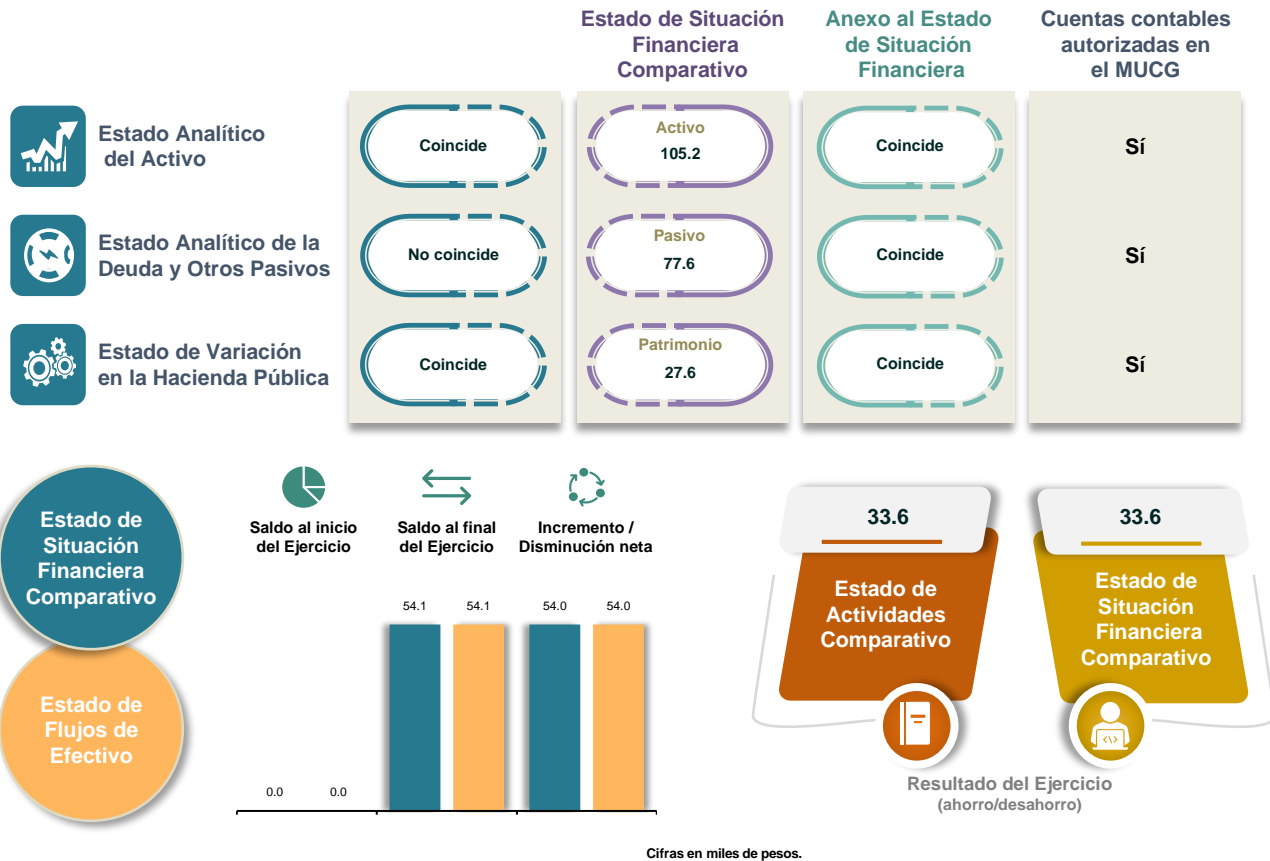 Estado de Situación
Financiera
Comparativo
Anexo al Estado
de Situación
Financiera
Cuentas contables
autorizadas en
el MUCG
Estado Analítico
del Activo
Coincide
Activo
105.2
Coincide
Sí
Estado Analítico de la
Deuda y Otros Pasivos
No coincide
Pasivo
77.6
Coincide
Sí
Estado de Variación
en la Hacienda Pública
Coincide
Patrimonio
27.6
Coincide
Sí
Estado de
Situación
Financiera
Comparativo
Estado de
Flujos de
Efectivo
Saldo al inicio
del Ejercicio
Saldo al final
del Ejercicio
Incremento /
Disminución neta
0.0
0.0
54.1
54.1
54.0
54.0
33.6
Estado de
Actividades
Comparativo
33.6
Estado de
Situación
Financiera
Comparativo
Resultado del Ejercicio
(ahorro/desahorro)
Cifras en miles de pesos.